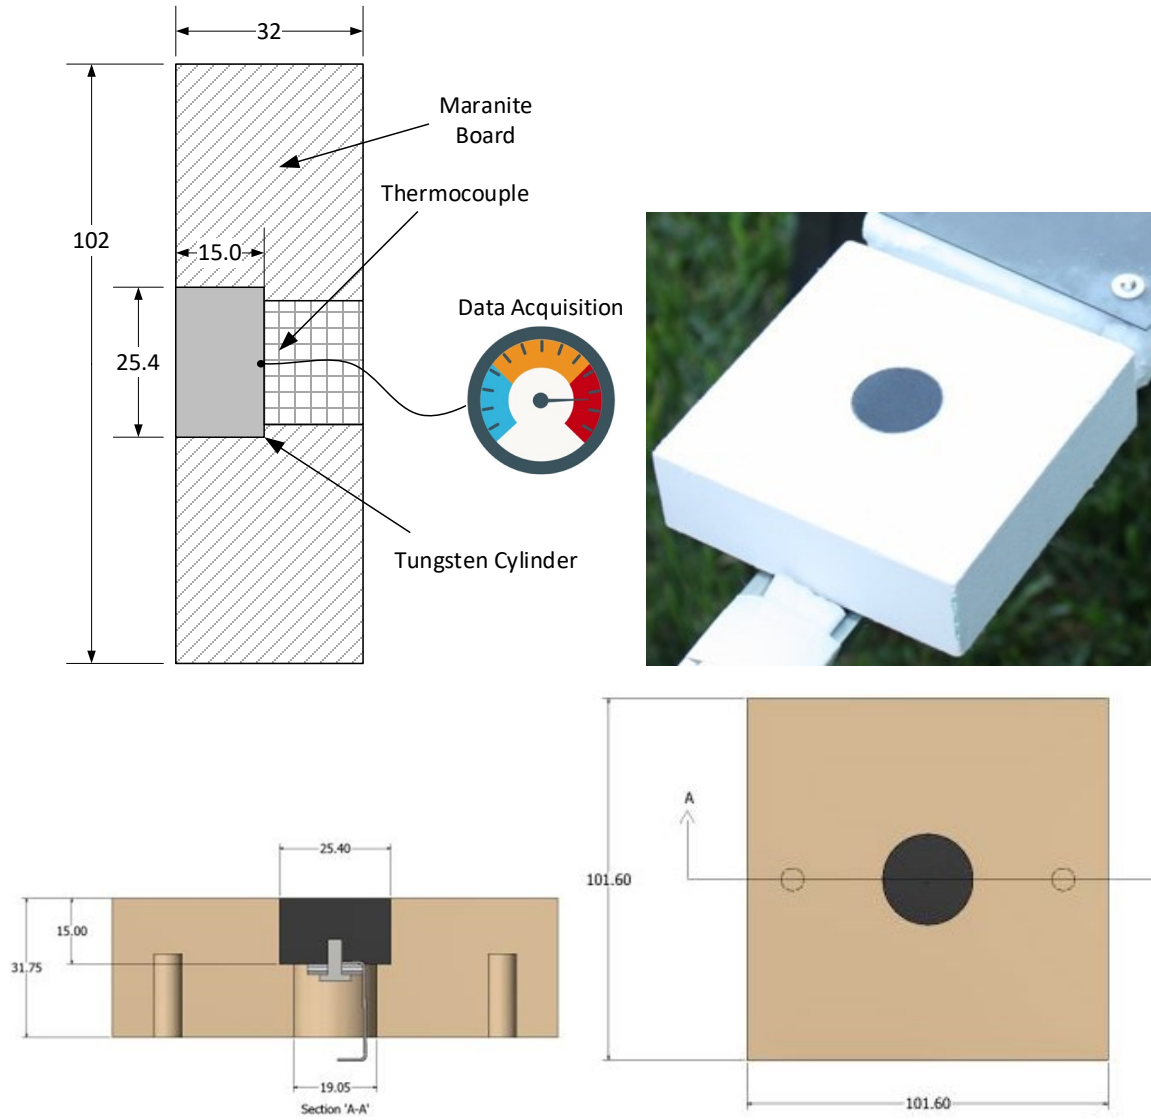 32
Maranite
Board
Thermocouple
102
15.0
Data Acquisition
25.4
Tungsten Cylinder
25.40
15.00
31.75
19.05
Section 'A-A'
A
101.60
101.60